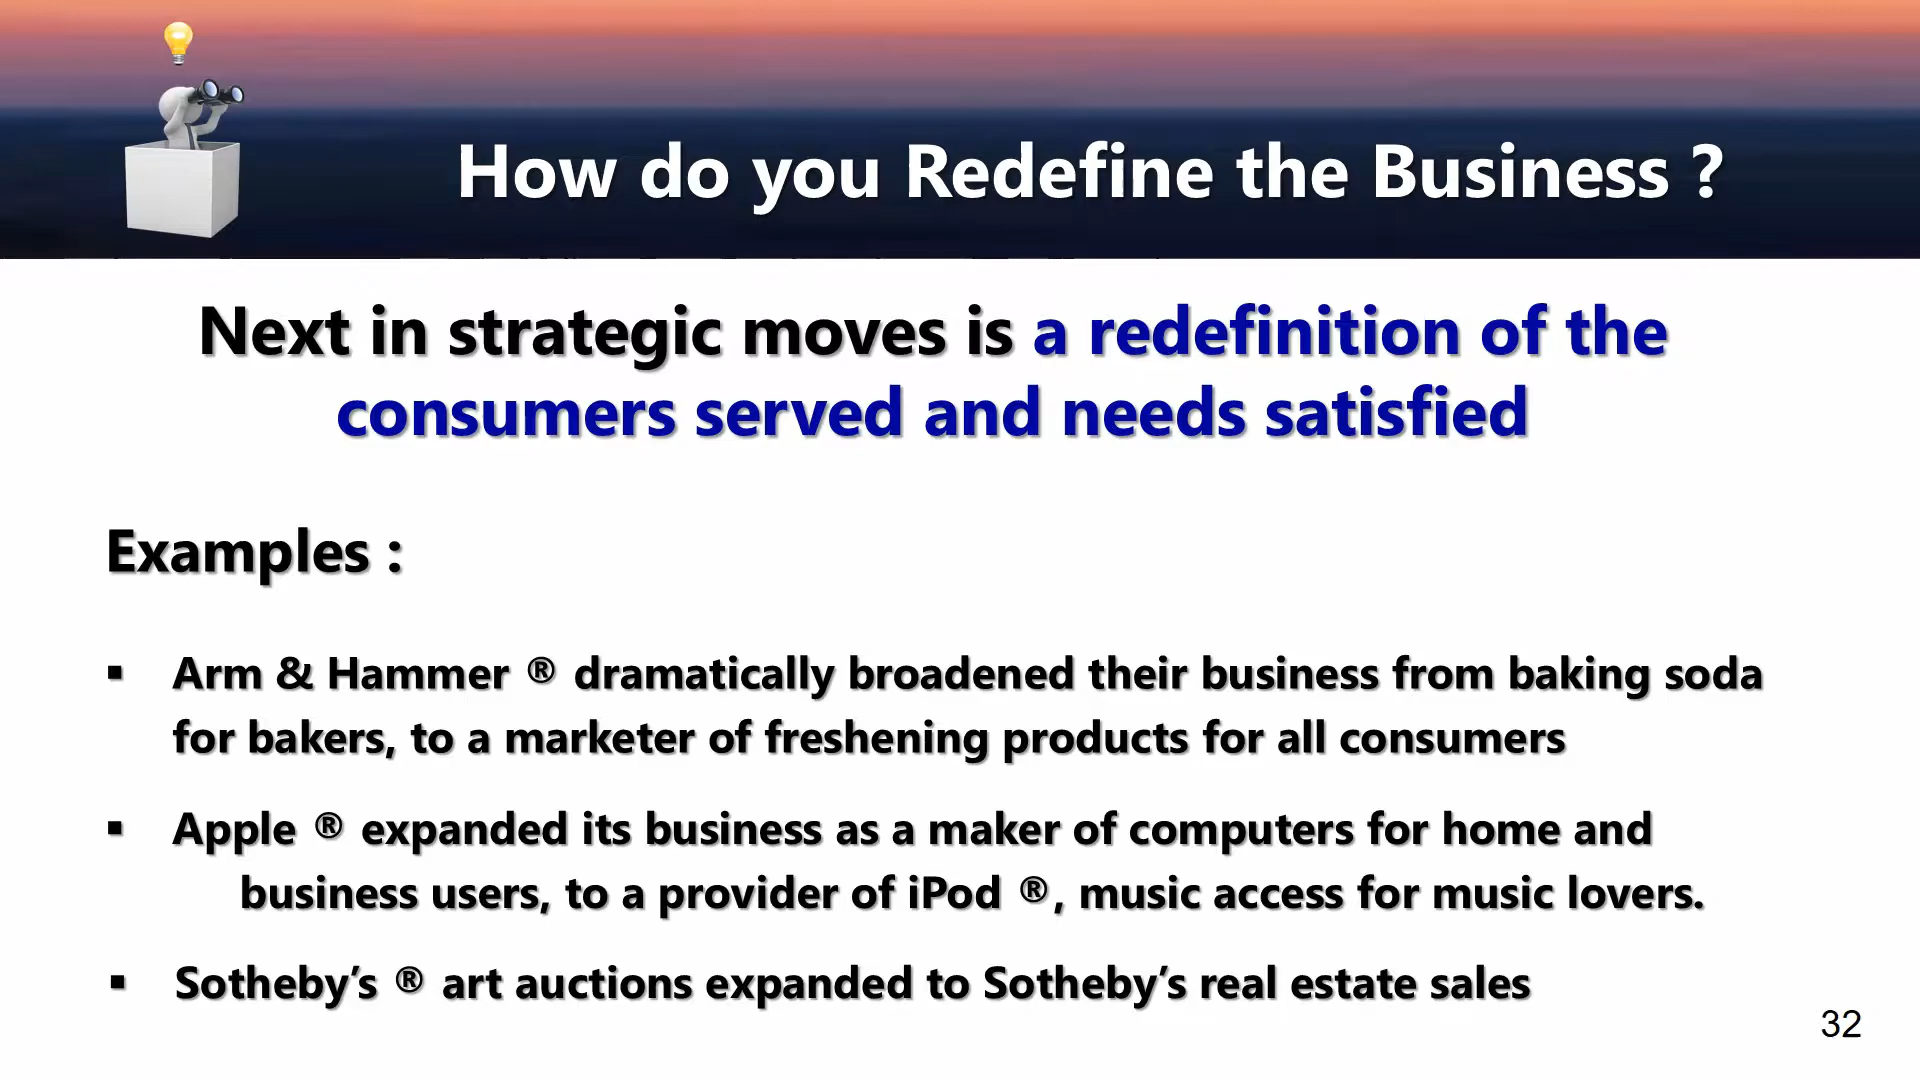 How do you Redefine the Business ?
Next in strategic moves is a redefinition of the
consumers served and needs satisfied
Examples :
▪ Arm & Hammer ® dramatically broadened their business from baking soda
for bakers, to a marketer of freshening products for all consumers
▪ Apple ® expanded its business as a maker of computers for home and
business users, to a provider of iPod ®, music access for music lovers.
▪ Sotheby’s ® art auctions expanded to Sotheby’s real estate sales
32